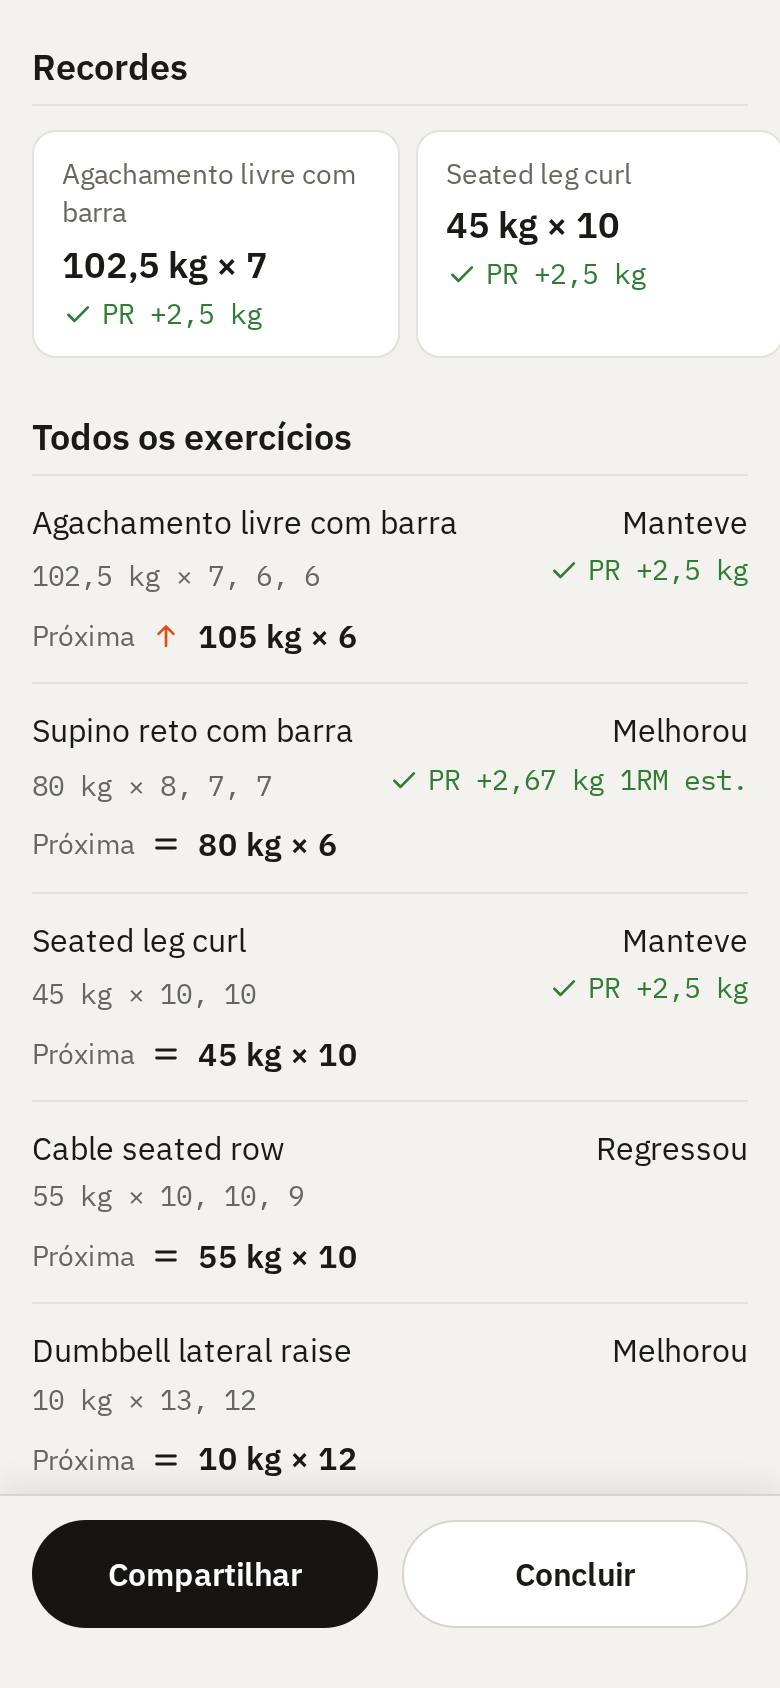 Recordes
Agachamento livre com
barra
102,5 kg × 7
✓ PR +2,5 kg
Seated leg curl
45 kg × 10
✓ PR +2,5 kg
Todos os exercícios
Agachamento livre com barra
Manteve
102,5 kg × 7, 6, 6
✓ PR +2,5 kg
Próxima ↑ 105 kg × 6
Supino reto com barra
Melhorou
80 kg × 8, 7, 7
✓ PR +2,67 kg 1RM est.
Próxima = 80 kg × 6
Seated leg curl
Manteve
45 kg × 10, 10
✓ PR +2,5 kg
Próxima = 45 kg × 10
Cable seated row
Regressou
55 kg × 10, 10, 9
Próxima = 55 kg × 10
Dumbbell lateral raise
Melhorou
10 kg × 13, 12
Próxima = 10 kg × 12
Compartilhar
Concluir